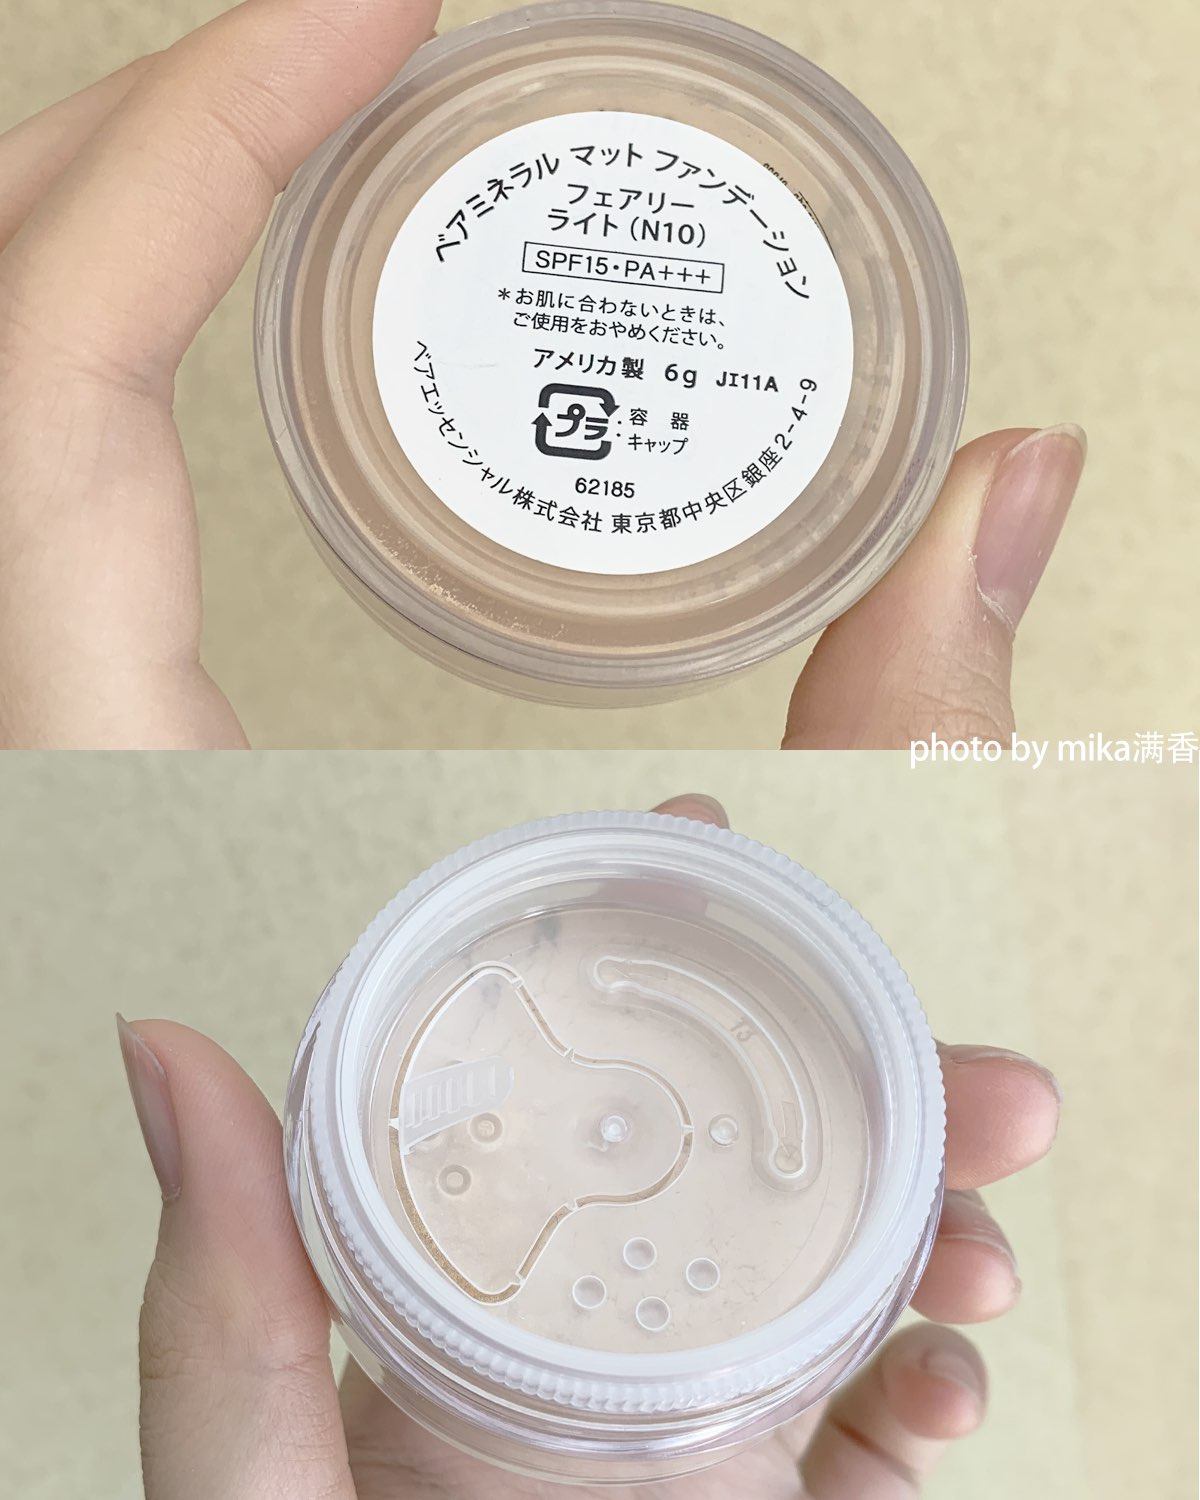 ベアミネラル マット ファンデーション
フェアリー
ライト（N10）
SPF15・PA+++
＊お肌に合わないときは、
ご使用をおやめください。
アメリカ製 6g JI11A
プラ
：容 器
：キャップ
62185
ベアエッセンシャル株式会社 東京都中央区銀座2-4-9
photo by mika満香
13